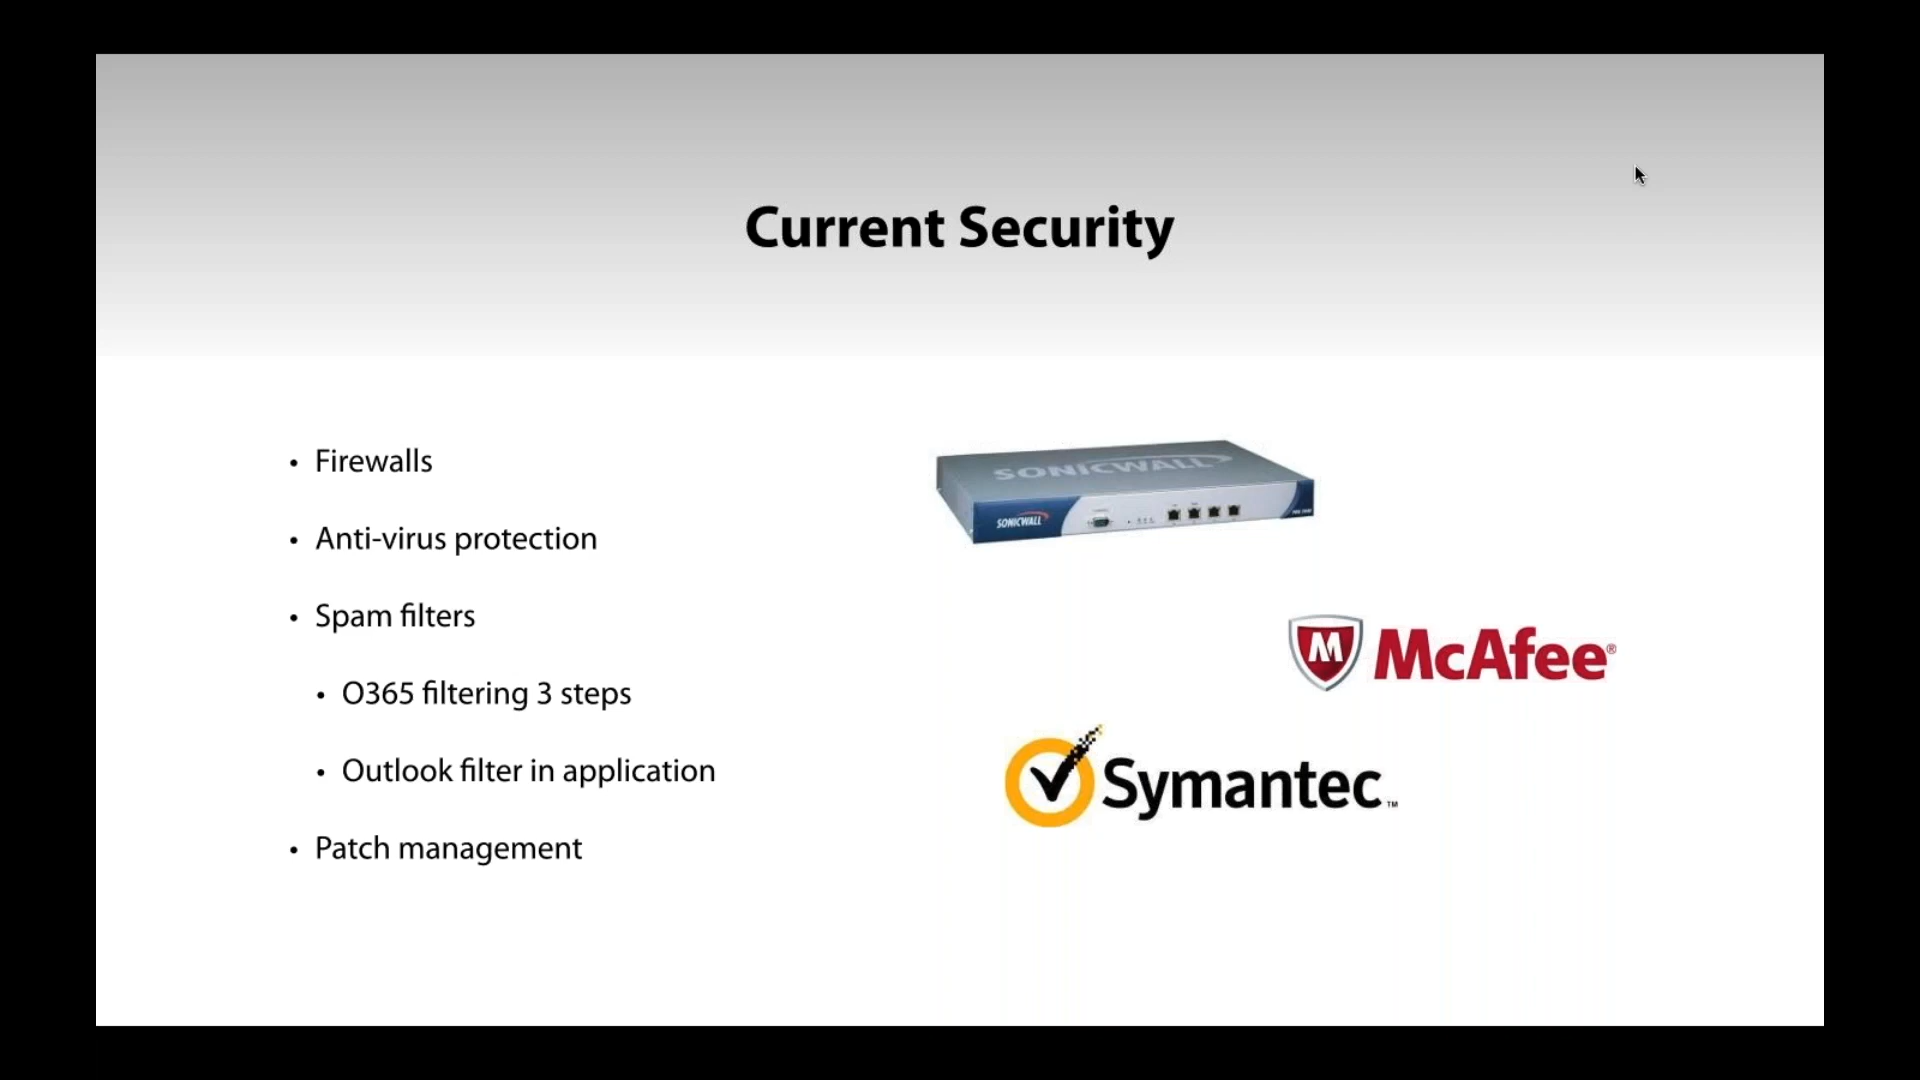 Current Security
• Firewalls
• Anti-virus protection
• Spam filters
• O365 filtering 3 steps
• Outlook filter in application
• Patch management
SONICWALL
SONICWALL
M McAfee®
Symantec™